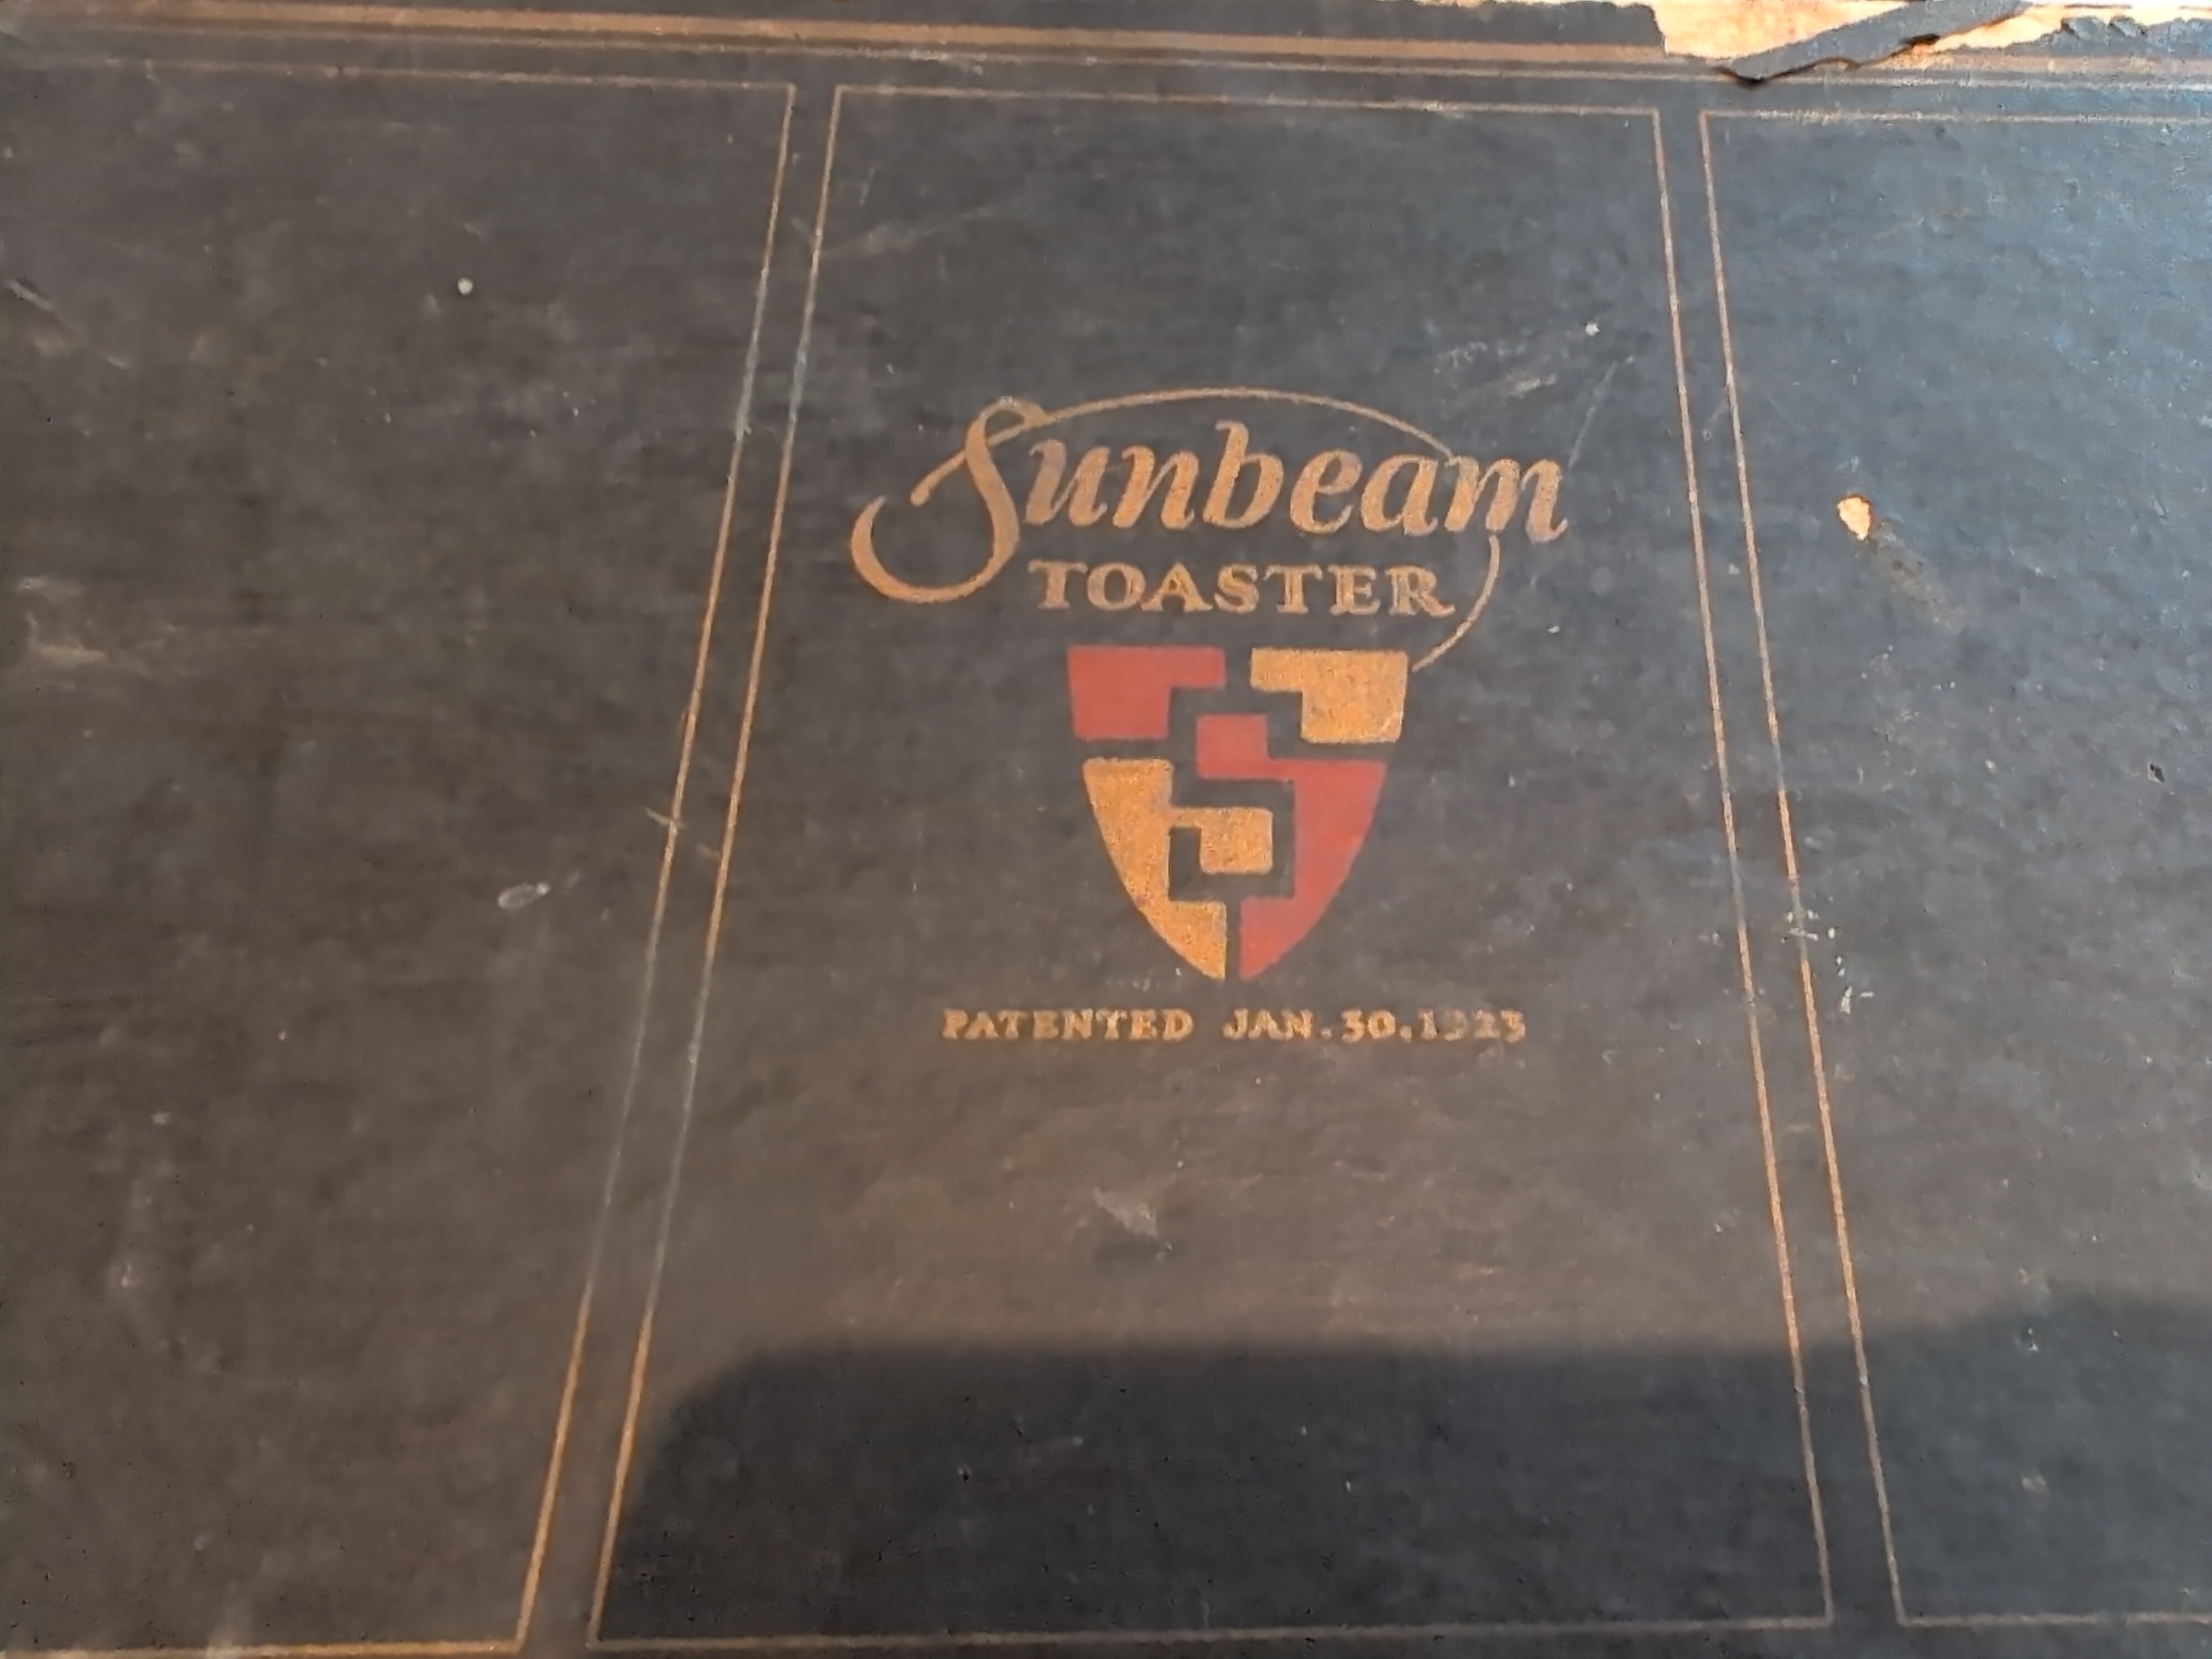 Sunbeam
TOASTER
PATENTED JAN. 30, 1923